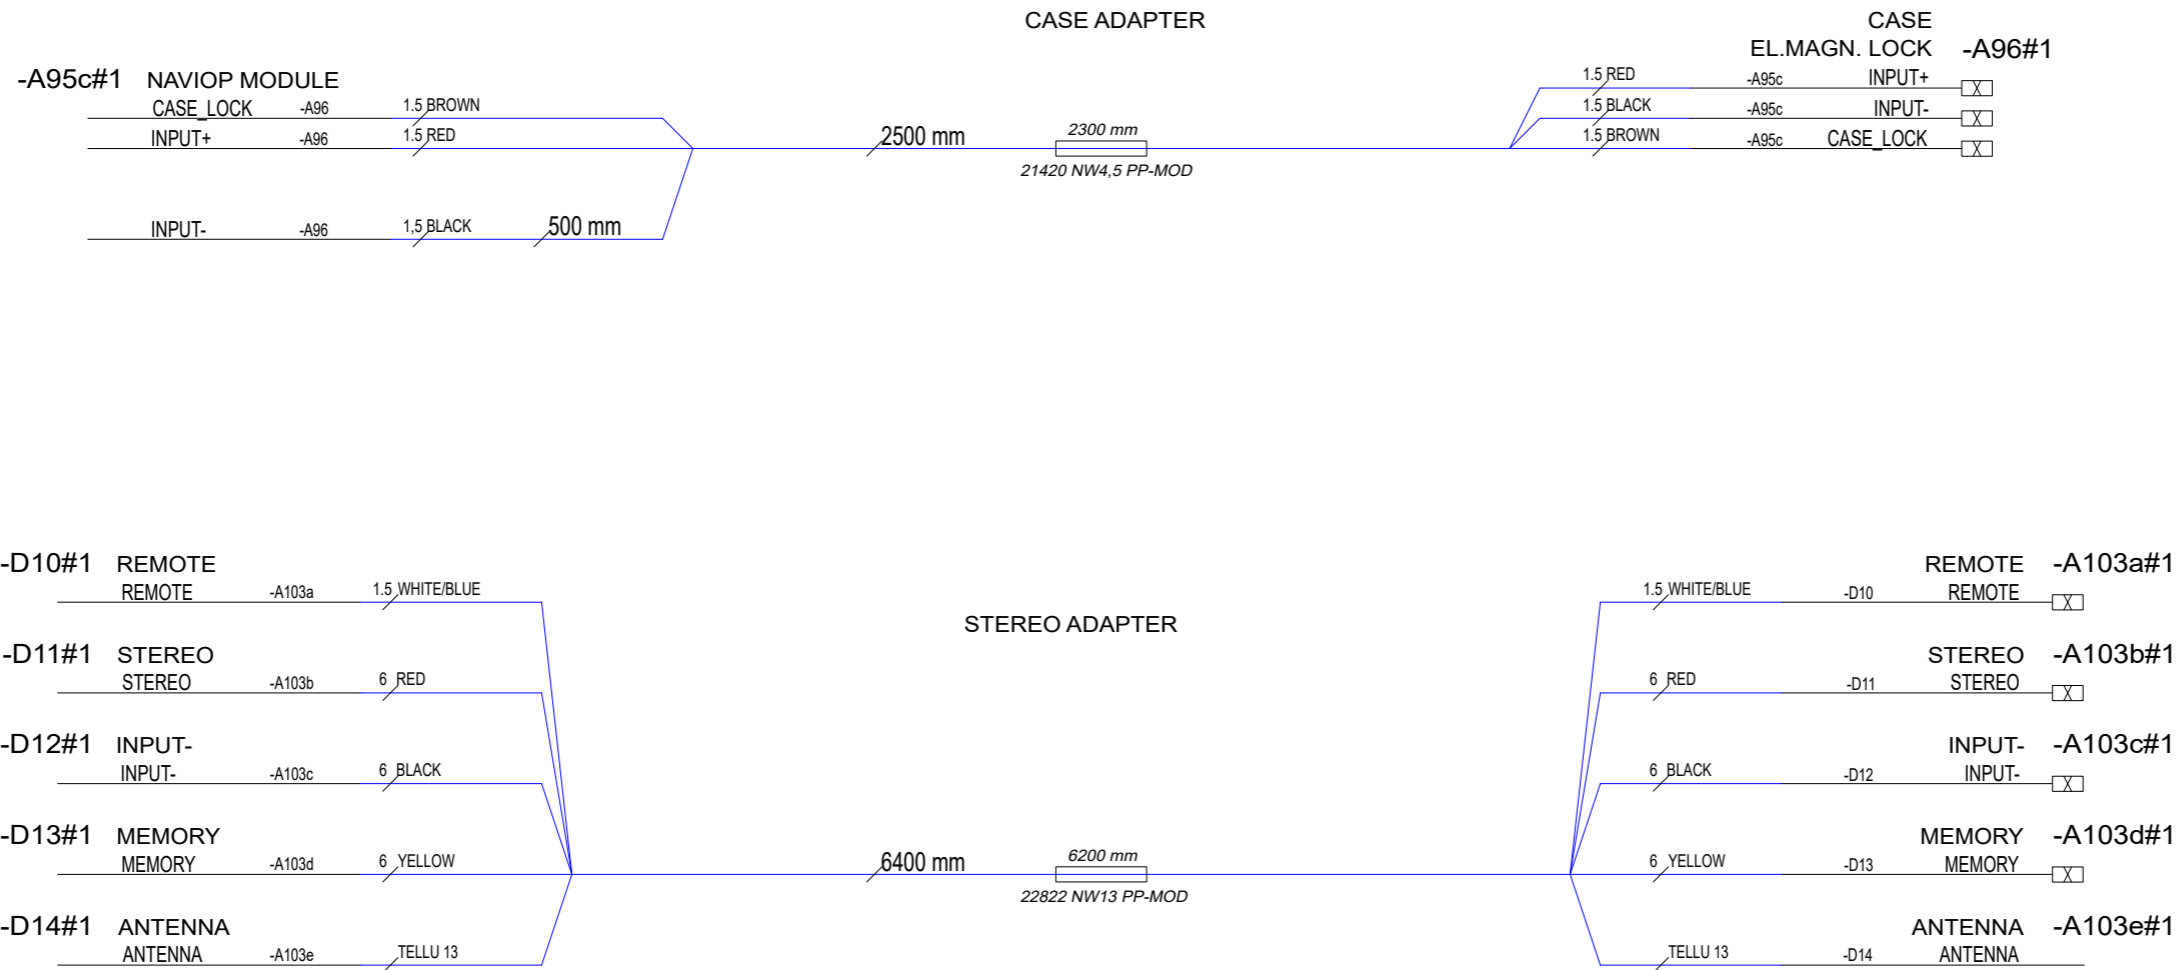 CASE ADAPTER
CASE
EL.MAGN. LOCK -A96#1
-A95c#1 NAVIOP MODULE
1.5 RED -A95c INPUT+
CASE_LOCK -A96 1.5 BROWN
1.5 BLACK -A95c INPUT-
INPUT+ -A96 1.5 RED
2500 mm 2300 mm
1.5 BROWN -A95c CASE_LOCK
21420 NW4,5 PP-MOD
INPUT- -A96 1,5 BLACK 500 mm
-D10#1 REMOTE
REMOTE -A103a 1.5 WHITE/BLUE
REMOTE -A103a#1
1.5 WHITE/BLUE -D10 REMOTE
STEREO ADAPTER
-D11#1 STEREO
STEREO -A103b 6 RED
STEREO -A103b#1
6 RED -D11 STEREO
-D12#1 INPUT-
INPUT- -A103c 6 BLACK
INPUT- -A103c#1
6 BLACK -D12 INPUT-
-D13#1 MEMORY
MEMORY -A103d 6 YELLOW
6400 mm 6200 mm
22822 NW13 PP-MOD
MEMORY -A103d#1
6 YELLOW -D13 MEMORY
-D14#1 ANTENNA
ANTENNA -A103e TELLU 13
ANTENNA -A103e#1
TELLU 13 -D14 ANTENNA